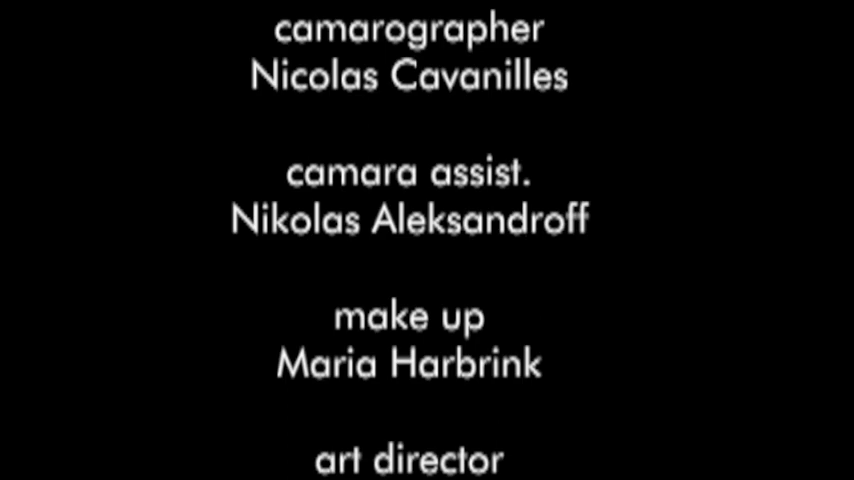 camarographer
Nicolas Cavanilles
camara assist.
Nikolas Aleksandroff
make up
Maria Harbrink
art director